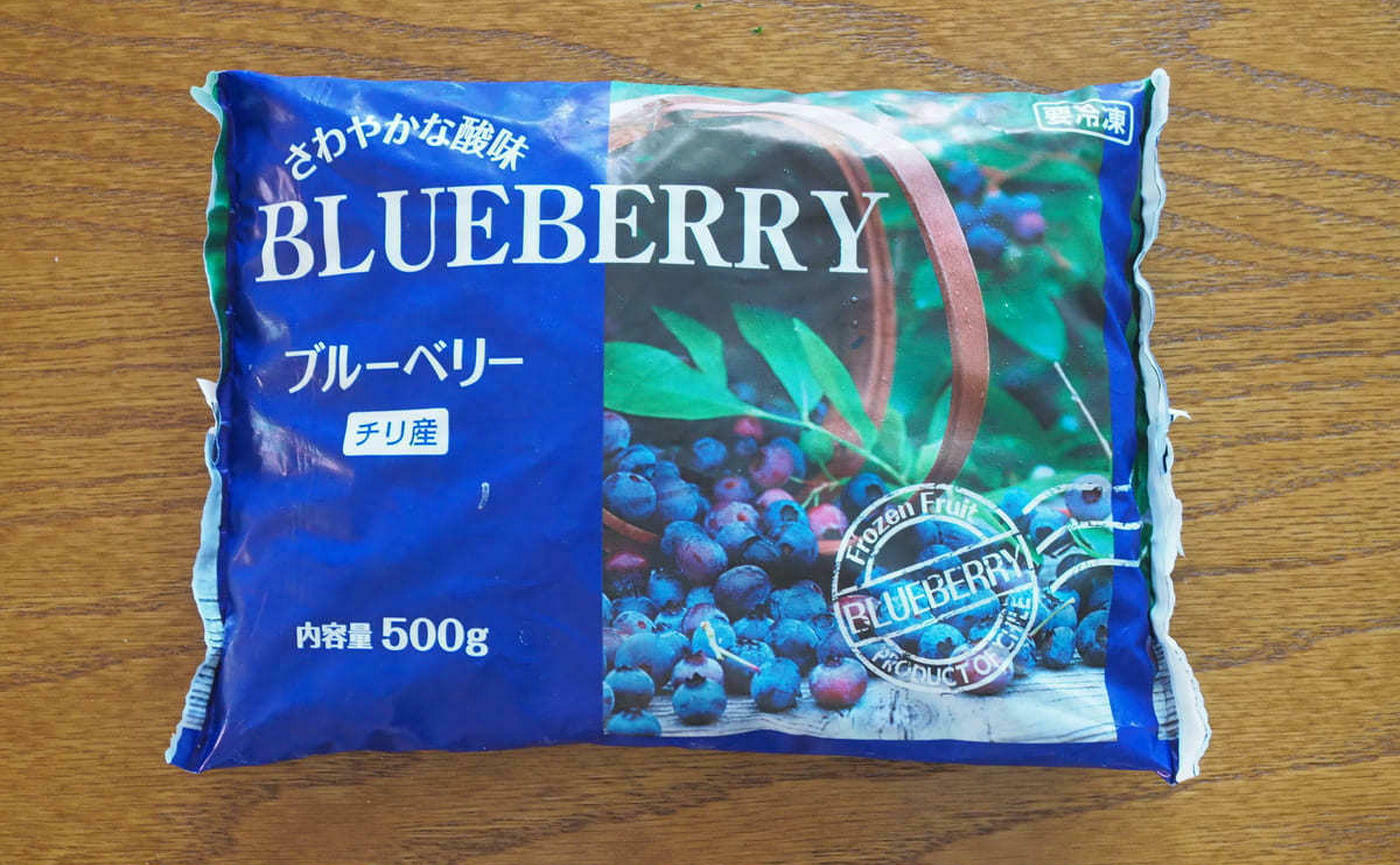 さわやかな酸味
BLUEBERRY
ブルーベリー
チリ産
内容量 500g
要冷凍
Frozen Fruit
BLUEBERRY
PRODUCT OF CHILE